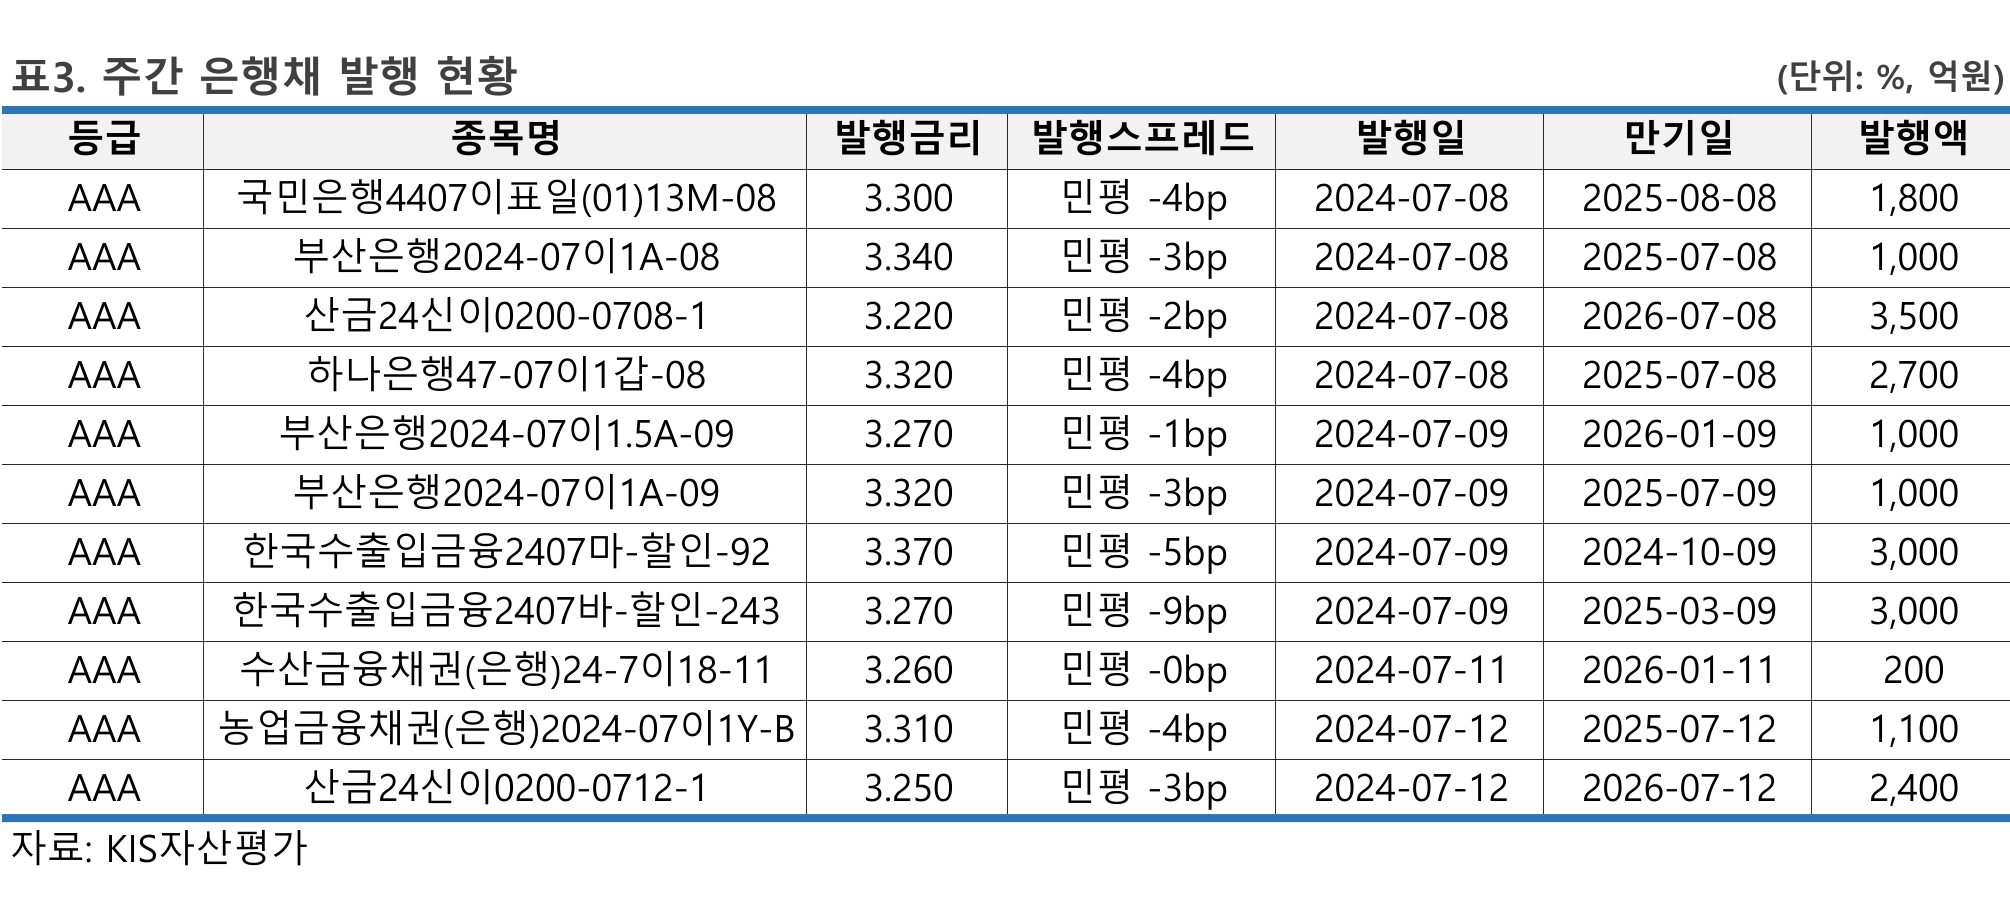 표3. 주간 은행채 발행 현황 (단위: %, 억원)
등급 종목명 발행금리 발행스프레드 발행일 만기일 발행액
AAA 국민은행4407이표일(01)13M-08 3.300 민평 -4bp 2024-07-08 2025-08-08 1,800
AAA 부산은행2024-07이1A-08 3.340 민평 -3bp 2024-07-08 2025-07-08 1,000
AAA 산금24신이0200-0708-1 3.220 민평 -2bp 2024-07-08 2026-07-08 3,500
AAA 하나은행47-07이1갑-08 3.320 민평 -4bp 2024-07-08 2025-07-08 2,700
AAA 부산은행2024-07이1.5A-09 3.270 민평 -1bp 2024-07-09 2026-01-09 1,000
AAA 부산은행2024-07이1A-09 3.320 민평 -3bp 2024-07-09 2025-07-09 1,000
AAA 한국수출입금융2407마-할인-92 3.370 민평 -5bp 2024-07-09 2024-10-09 3,000
AAA 한국수출입금융2407바-할인-243 3.270 민평 -9bp 2024-07-09 2025-03-09 3,000
AAA 수산금융채권(은행)24-7이18-11 3.260 민평 -0bp 2024-07-11 2026-01-11 200
AAA 농업금융채권(은행)2024-07이1Y-B 3.310 민평 -4bp 2024-07-12 2025-07-12 1,100
AAA 산금24신이0200-0712-1 3.250 민평 -3bp 2024-07-12 2026-07-12 2,400
자료: KIS자산평가